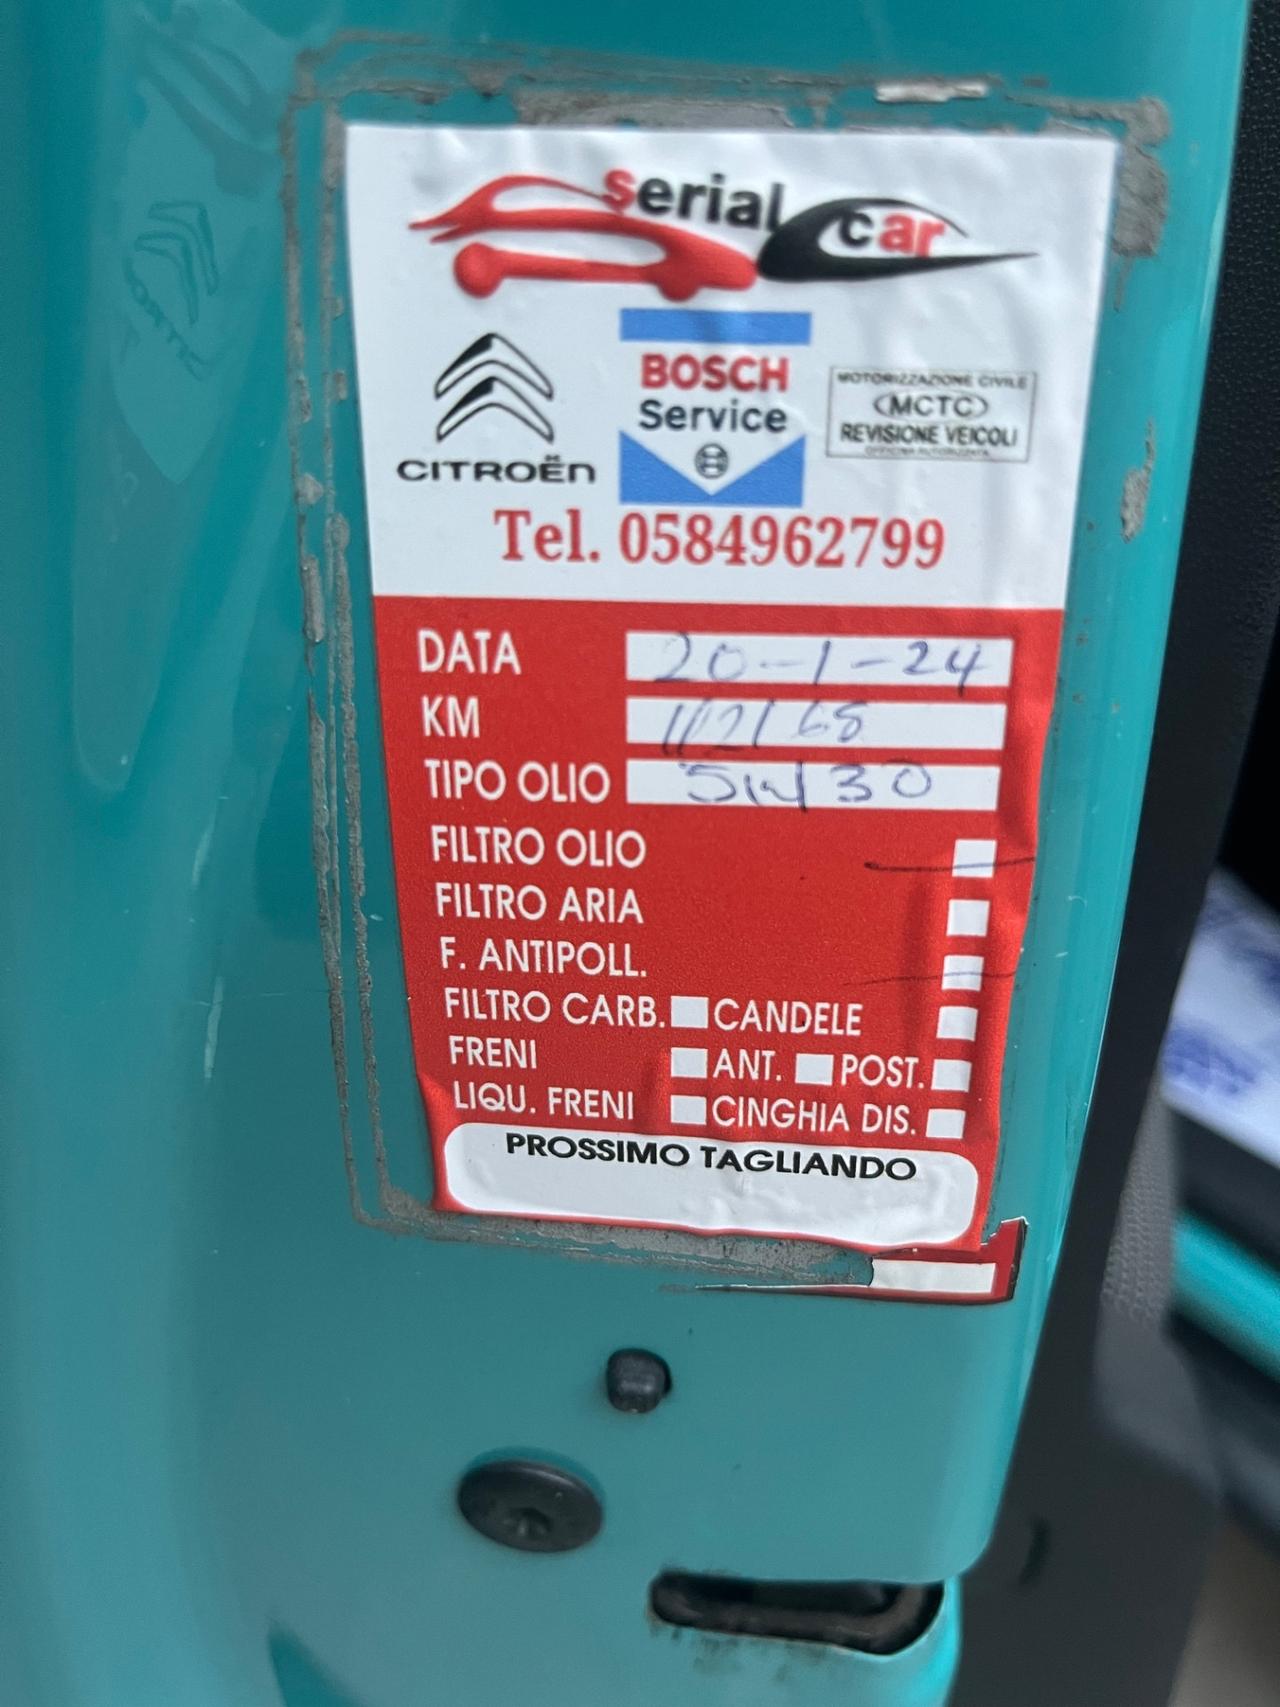 serial car
CITROËN
BOSCH
Service
MOTORIZZAZIONE CIVILE
MCTC
REVISIONE VEICOLI
OFFICINA AUTORIZZATA
Tel. 0584962799
DATA 20-1-24
KM 112168
TIPO OLIO 5W30
FILTRO OLIO
FILTRO ARIA
F. ANTIPOLL.
FILTRO CARB. CANDELE
FRENI ANT. POST.
LIQU. FRENI CINGHIA DIS.
PROSSIMO TAGLIANDO